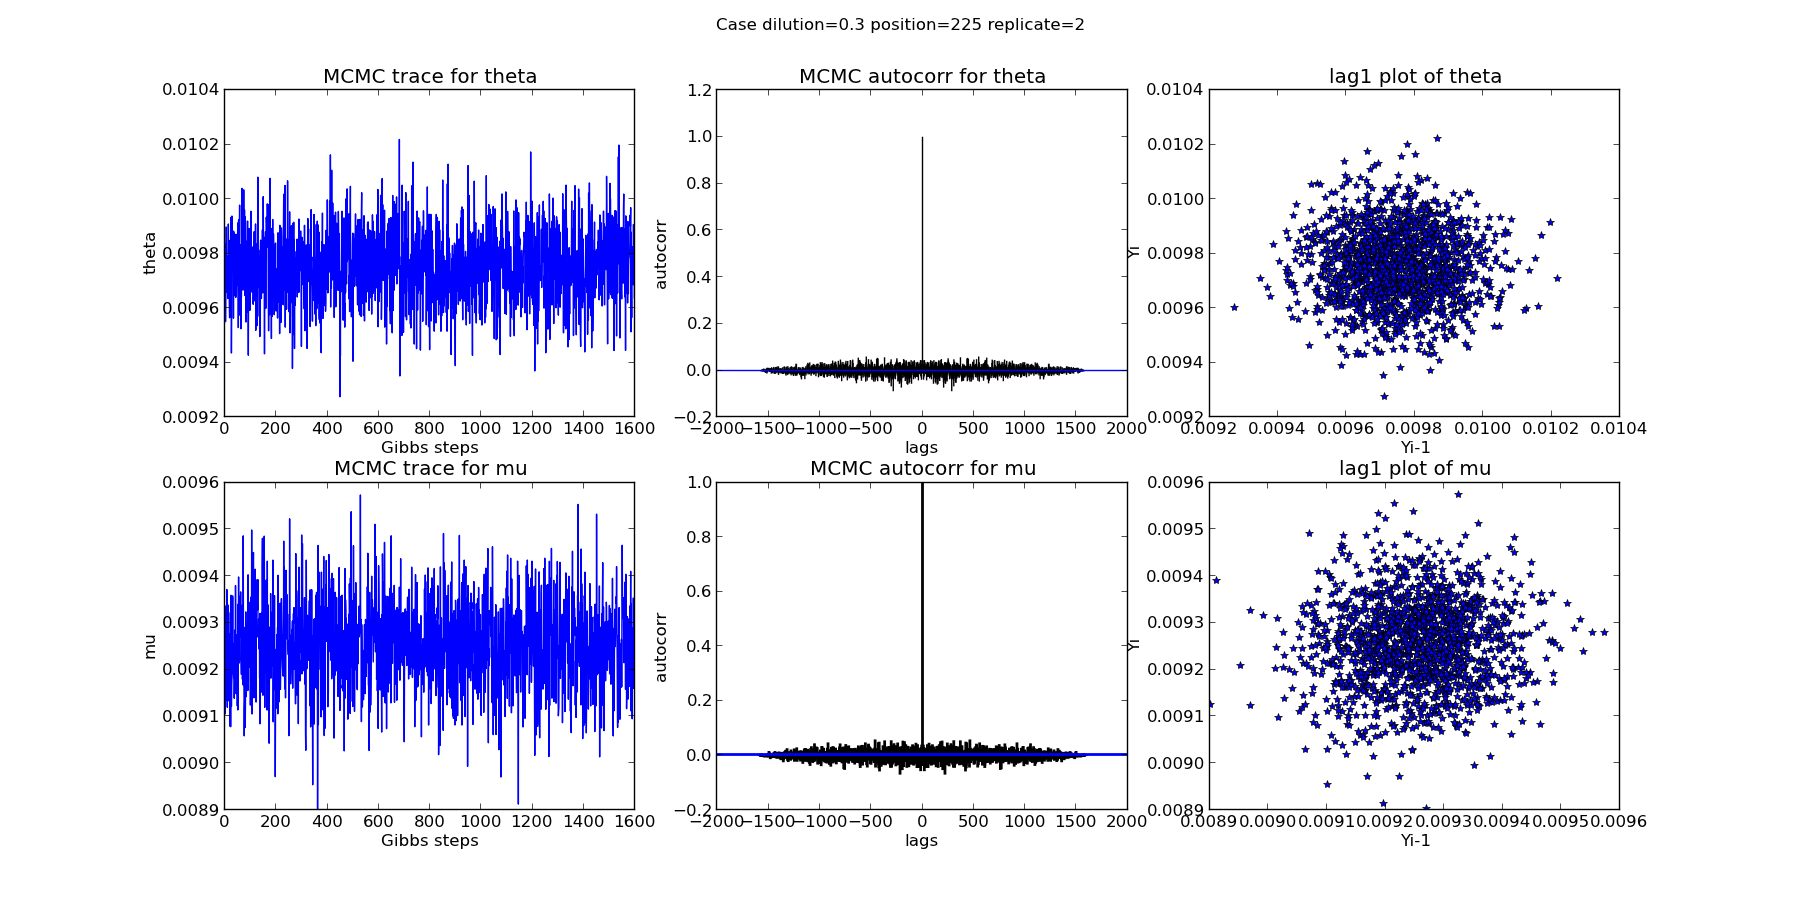 Case dilution=0.3 position=225 replicate=2
MCMC trace for theta
0.0104
0.0102
0.0100
0.0098
0.0096
0.0094
0.0092
theta
0 200 400 600 800 1000 1200 1400 1600
Gibbs steps
MCMC autocorr for theta
1.2
1.0
0.8
0.6
0.4
0.2
0.0
−0.2
autocorr
−2000 −1500 −1000 −500 0 500 1000 1500 2000
lags
lag1 plot of theta
0.0104
0.0102
0.0100
0.0098
0.0096
0.0094
0.0092
Yi
0.0092 0.0094 0.0096 0.0098 0.0100 0.0102 0.0104
Yi-1
MCMC trace for mu
0.0096
0.0095
0.0094
0.0093
0.0092
0.0091
0.0090
0.0089
mu
0 200 400 600 800 1000 1200 1400 1600
Gibbs steps
MCMC autocorr for mu
1.0
0.8
0.6
0.4
0.2
0.0
−0.2
autocorr
−2000 −1500 −1000 −500 0 500 1000 1500 2000
lags
lag1 plot of mu
0.0096
0.0095
0.0094
0.0093
0.0092
0.0091
0.0090
0.0089
Yi
0.0089 0.0090 0.0091 0.0092 0.0093 0.0094 0.0095 0.0096
Yi-1